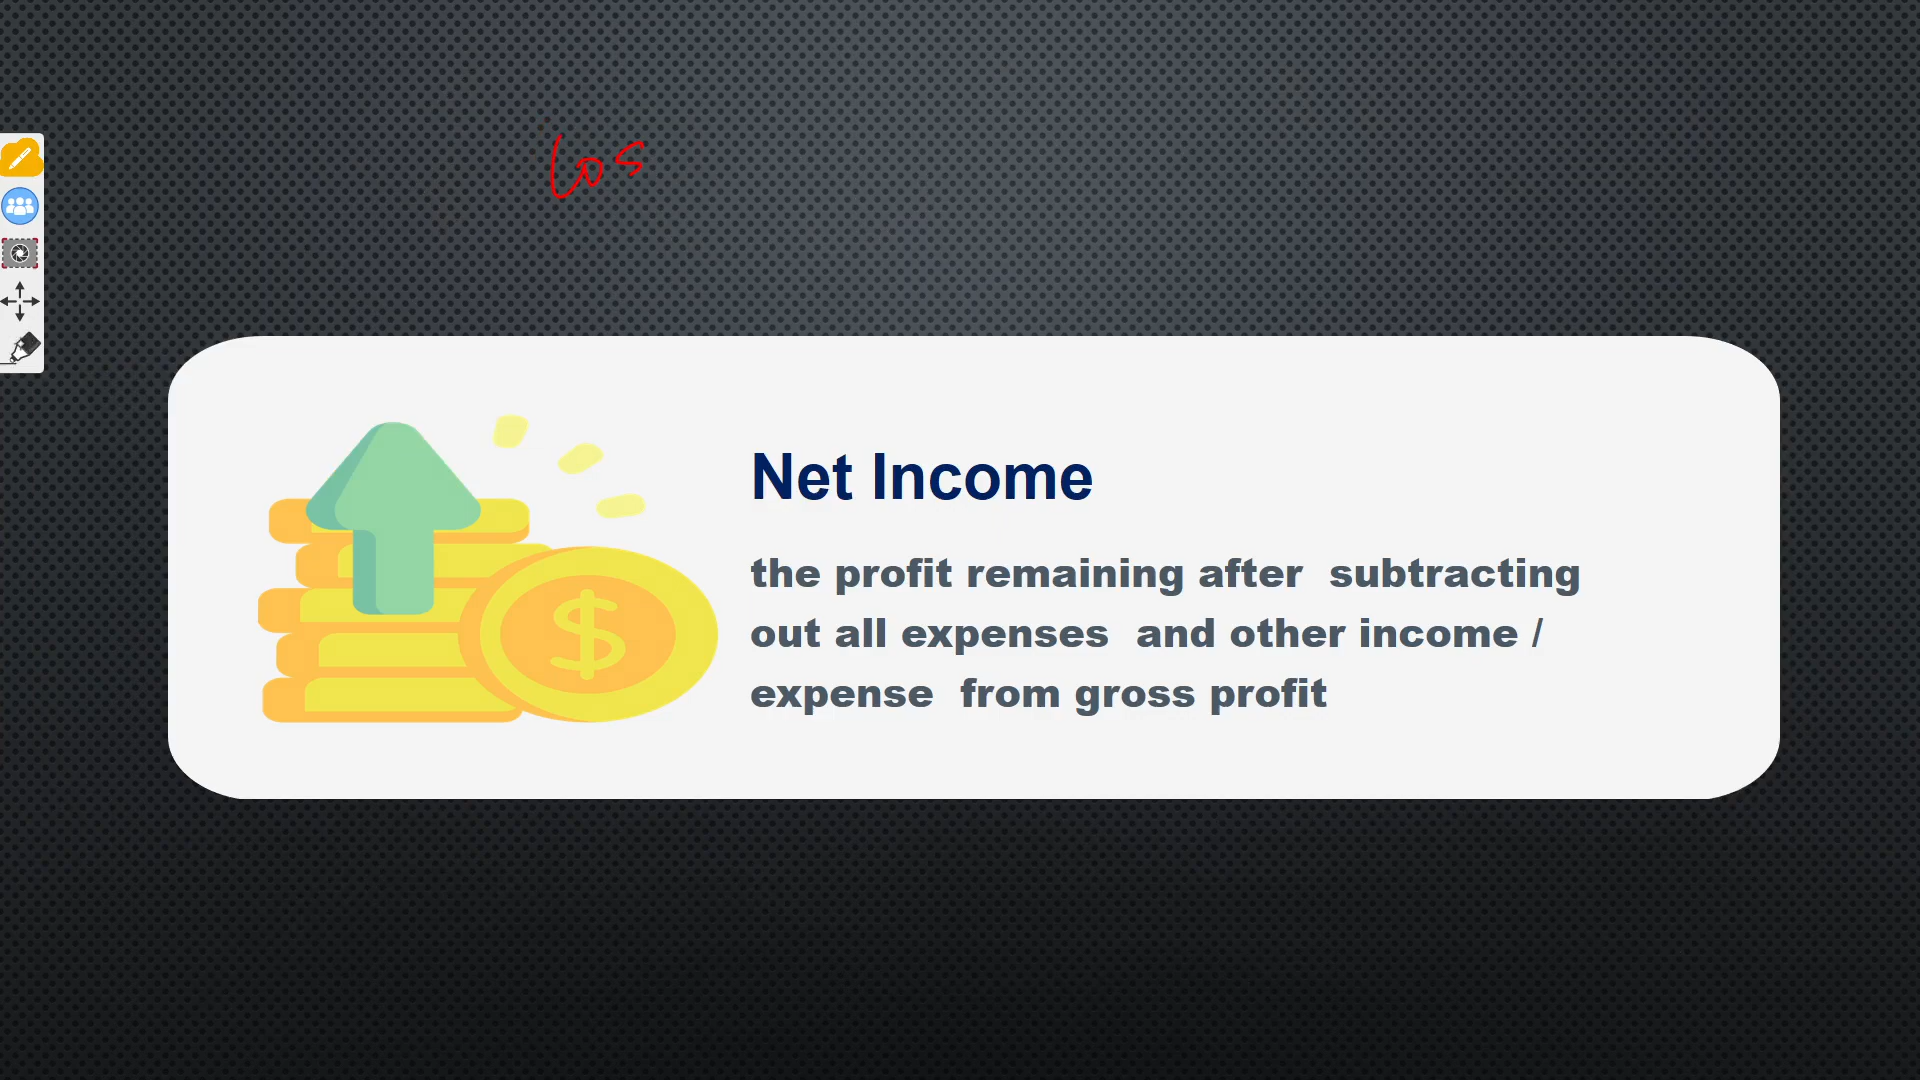 los
Net Income
the profit remaining after subtracting
out all expenses and other income /
expense from gross profit
$